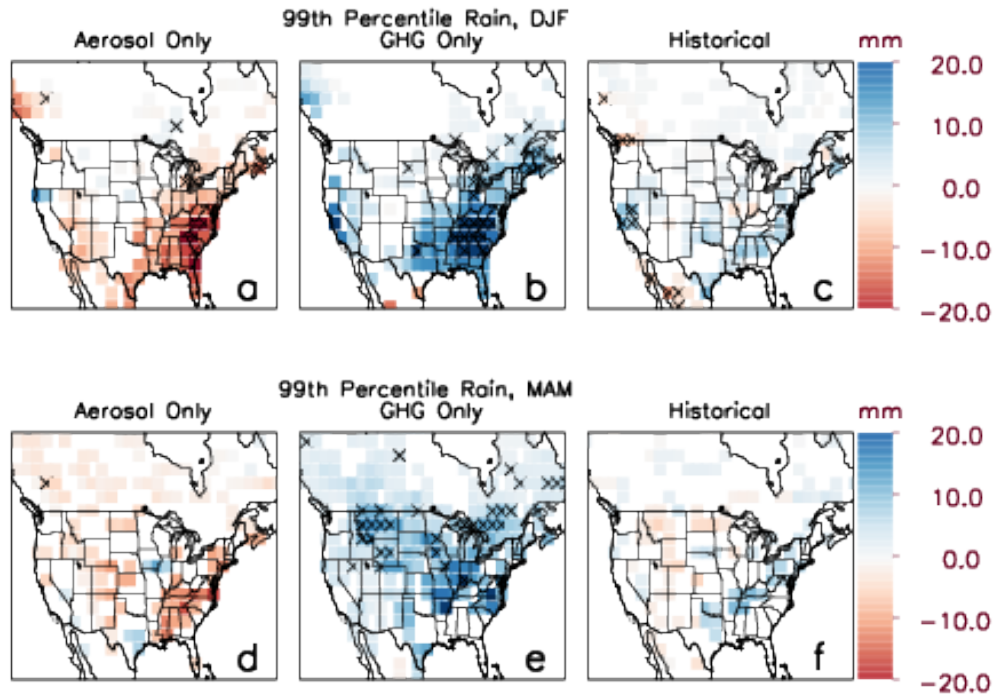 99th Percentile Rain, DJF
Aerosol Only GHG Only Historical mm
20.0
10.0
0.0
−10.0
−20.0
a b c
99th Percentile Rain, MAM
Aerosol Only GHG Only Historical mm
20.0
10.0
0.0
−10.0
−20.0
d e f